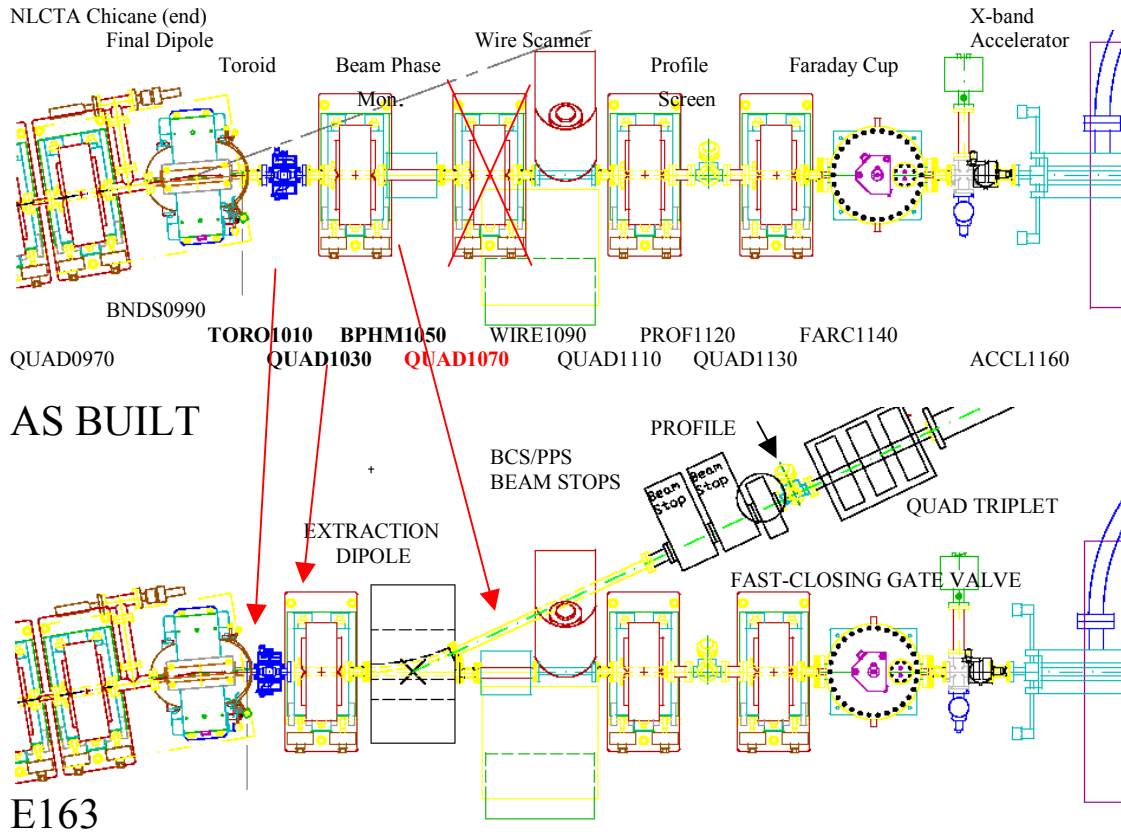 NLCTA Chicane (end)
X-band
Final Dipole
Wire Scanner
Accelerator
Toroid
Beam Phase
Profile
Faraday Cup
Mon.
Screen
BNDS0990
TORO1010 BPHM1050 WIRE1090 PROF1120 FARC1140
QUAD0970 QUAD1030 QUAD1070 QUAD1110 QUAD1130 ACCL1160
AS BUILT
PROFILE
BCS/PPS
BEAM STOPS
Beam
Stop
Beam
Stop
QUAD TRIPLET
EXTRACTION
DIPOLE
FAST-CLOSING GATE VALVE
E163